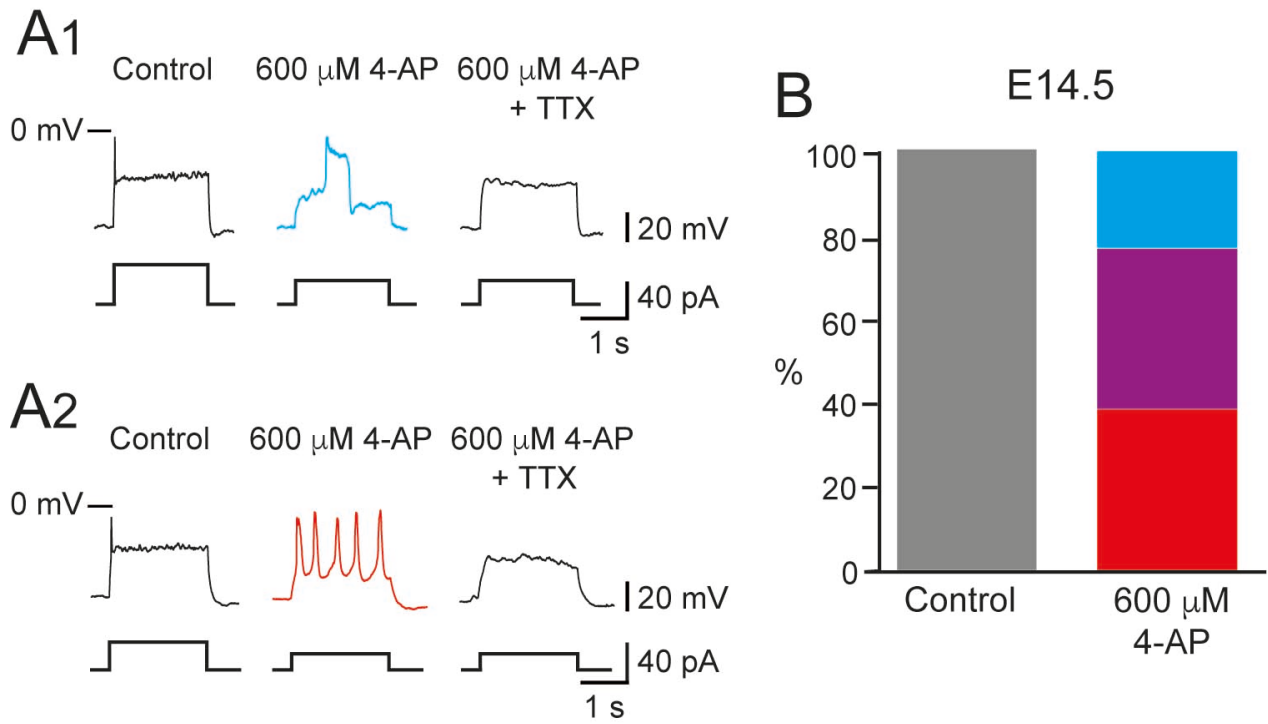 A1
Control 600 μM 4-AP 600 μM 4-AP
+ TTX
0 mV
20 mV
40 pA
1 s
A2
Control 600 μM 4-AP 600 μM 4-AP
+ TTX
0 mV
20 mV
40 pA
1 s
B
E14.5
100
80
60
%
40
20
0
Control 600 μM
4-AP